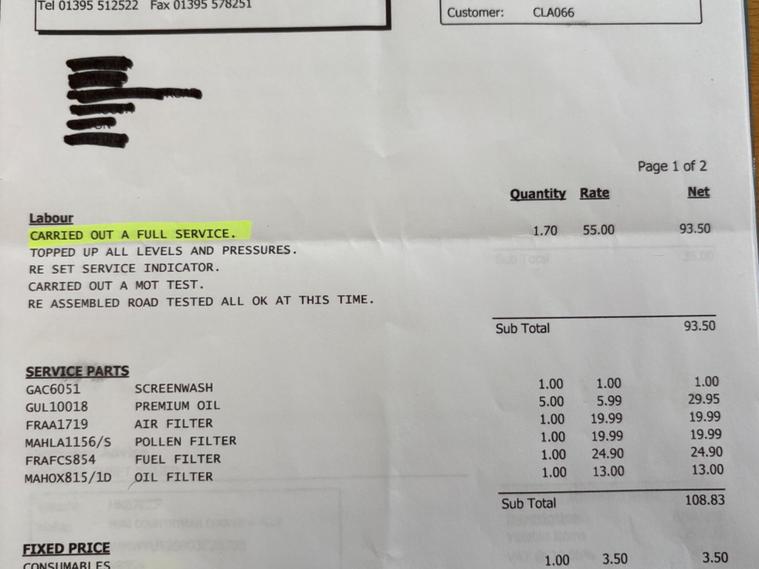 Tel 01395 512522 Fax 01395 578251
Customer: CLA066
Page 1 of 2
Quantity Rate Net
Labour
CARRIED OUT A FULL SERVICE. 1.70 55.00 93.50
TOPPED UP ALL LEVELS AND PRESSURES.
RE SET SERVICE INDICATOR.
CARRIED OUT A MOT TEST.
RE ASSEMBLED ROAD TESTED ALL OK AT THIS TIME.
Sub Total 93.50
SERVICE PARTS
GAC6051 SCREENWASH 1.00 1.00 1.00
GUL10018 PREMIUM OIL 5.00 5.99 29.95
FRAA1719 AIR FILTER 1.00 19.99 19.99
MAHLA1156/S POLLEN FILTER 1.00 19.99 19.99
FRAFCS854 FUEL FILTER 1.00 24.90 24.90
MAHOX815/1D OIL FILTER 1.00 13.00 13.00
Sub Total 108.83
FIXED PRICE
CONSUMABLES 1.00 3.50 3.50